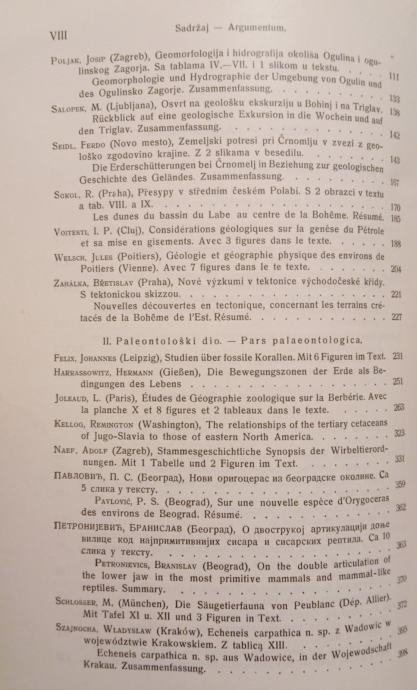 VIII
Sadržaj — Argumentum.
POLJAK, JOSIP (Zagreb), Geomorfologija i hidrografija okoliša Ogulina i ogu-
linskog Zagorja. Sa tablama IV.—VII. i 1 slikom u tekstu. 111
Geomorphologie und Hydrographie der Umgebung von Ogulin und
des Ogulinsko Zagorje. Zusammenfassung. 133
SALOPEK, M. (Ljubljana), Osvrt na geološku ekskurziju u Bohinj i na Triglav. 136
Rückblick auf eine geologische Exkursion in die Wochein und auf
den Triglav. Zusammenfassung. 142
SEIDL, FERDO (Novo mesto), Zemeljski potresi pri Črnomlju v zvezi z geo-
loško zgodovino krajine. Z 2 slikama v besedilu. 143
Die Erderschütterungen bei Črnomelj in Beziehung zur geologischen
Geschichte des Geländes. Zusammenfassung. 167
SOKOL, R. (Praha), Přesypy v středním českém Polabí. S 2 obrazci v textu
a tab. VIII. a IX. 170
Les dunes du bassin du Labe au centre de la Bohême. Résumé. 185
VOITESTI, I. P. (Cluj), Considérations géologiques sur la genèse du Pétrole
et sa mise en gisements. Avec 3 figures dans le texte. 188
WELSCH, JULES (Poitiers), Géologie et géographie physique des environs de
Poitiers (Vienne). Avec 7 figures dans le te texte. 204
ZAHÁLKA, BŘETISLAV (Praha), Nové výzkumi v tektonice východočeské křídy.
S tektonickou skizzou. 221
Nouvelles découvertes en tectonique, concernant les terrains cré-
tacés de la Bohême de l'Est. Résumé. 227
II. Paleontološki dio. — Pars palaeontologica.
FELIX, JOHANNES (Leipzig), Studien über fossile Korallen. Mit 6 Figuren im Text. 231
HARRASSOWITZ, HERMANN (Gießen), Die Bewegungszonen der Erde als Be-
dingungen des Lebens 251
JOLEAUD, L. (Paris), Études de Géographie zoologique sur la Berbérie. Avec
la planche X et 8 figures et 2 tableaux dans le texte. 263
KELLOG, REMINGTON (Washington), The relationships of the tertiary cetaceans
of Jugo-Slavia to those of eastern North America. 323
NAEF, ADOLF (Zagreb), Stammesgeschichtliche Synopsis der Wirbeltierord-
nungen. Mit 1 Tabelle und 2 Figuren im Text. 331
ПАВЛОВИЋ, П. С. (Београд), Нови оригоцерас из београдске околине. Са
5 слика у тексту. 359
PAVLOVIĆ, P. S. (Beograd), Sur une nouvelle espèce d'Orygoceras
des environs de Beograd. Résumé. 362
ПЕТРОНИЈЕВИЋ, БРАНИСЛАВ (Београд), О двострукој артикулацији доње
вилице код најпримитивнијих сисара и сисарских рептила. Са 10
слика у тексту. 363
PETRONIEVICS, BRANISLAV (Beograd), On the double articulation of
the lower jaw in the most primitive mammals and mammal-like
reptiles. Summary. 370
SCHLOSSER, M. (München), Die Säugetierfauna von Peublanc (Dép. Allier).
Mit Tafel XI u. XII und 3 Figuren in Text. 372
SZAJNOCHA, WŁADYSŁAW (Kraków), Echeneis carpathica n. sp. z Wadowic w
województwie Krakowskiem. Z tablicą XIII. 395
Echeneis carpathica n. sp. aus Wadowice, in der Wojewodschaft
Krakau. Zusammenfassung. 398